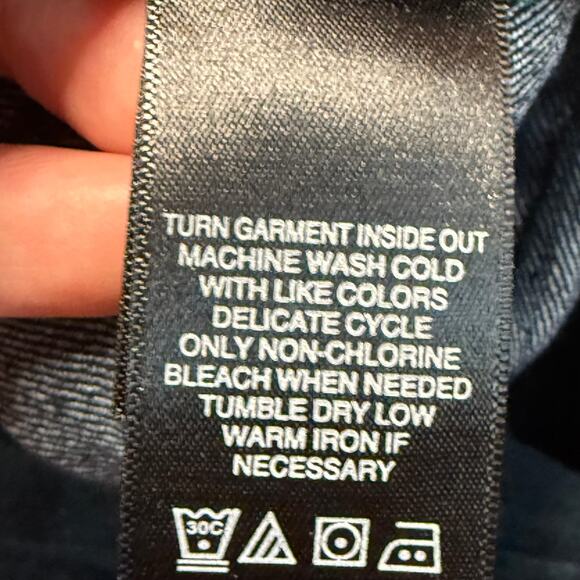 TURN GARMENT INSIDE OUT
MACHINE WASH COLD
WITH LIKE COLORS
DELICATE CYCLE
ONLY NON-CHLORINE
BLEACH WHEN NEEDED
TUMBLE DRY LOW
WARM IRON IF
NECESSARY
30C